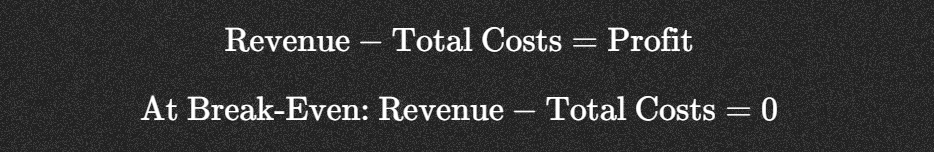 Revenue − Total Costs = Profit
At Break-Even: Revenue − Total Costs = 0